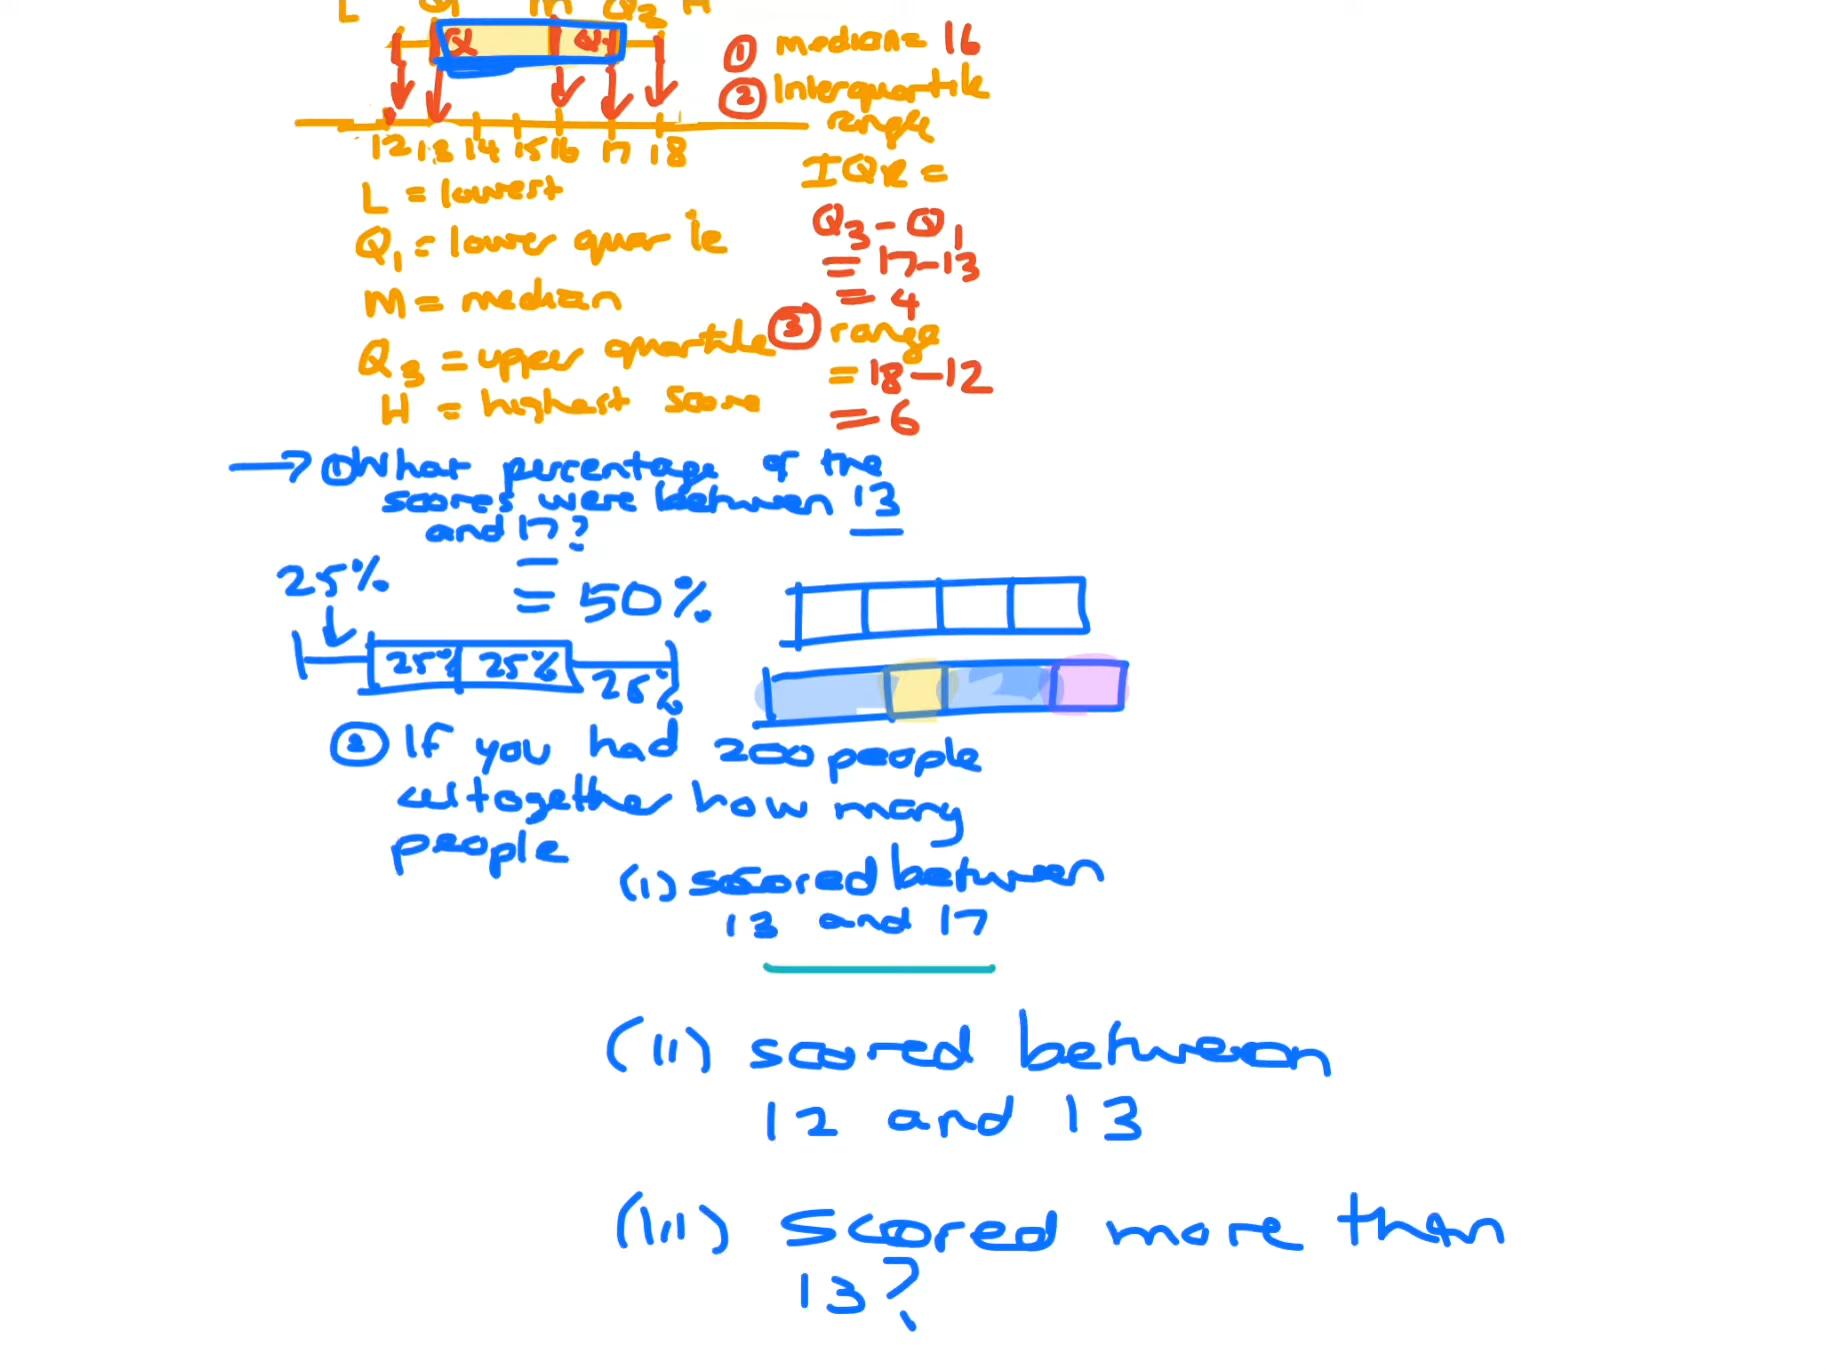 L Q1 M Q3 H
Q Q1
12 13 14 15 16 17 18
L = lowest
Q1 = lower quar ile
M = median
Q3 = upper quartile
H = highest score
① median = 16
② Interquartile
range
IQR =
Q3 - Q1
= 17-13
= 4
③ range
= 18-12
= 6
→ ① What percentage of the
scores were between 13
and 17?
= 50%
25%
25% 25% 25%
② If you had 200 people
altogether how many
people
(i) scored between
13 and 17
(ii) scored between
12 and 13
(iii) scored more than
13?